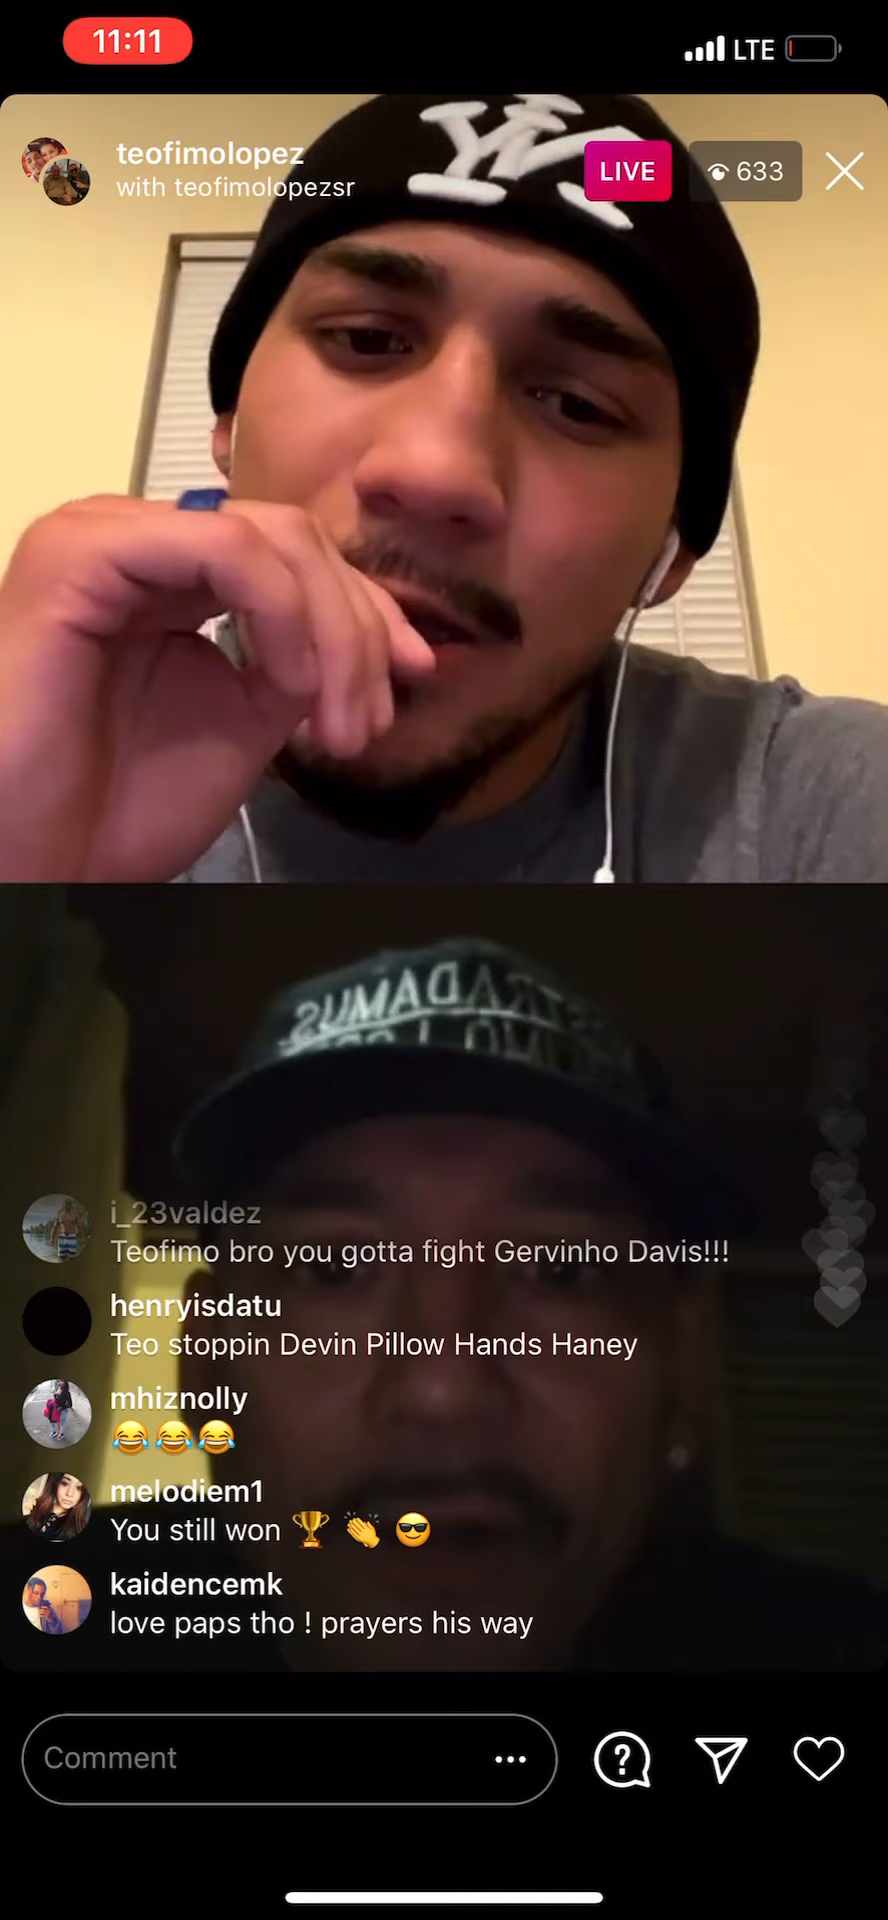 11:11
LTE
teofimolopez
with teofimolopezsr
LIVE
633
TRADAMUS
i_23valdez
Teofimo bro you gotta fight Gervinho Davis!!!
henryisdatu
Teo stoppin Devin Pillow Hands Haney
mhiznolly
😂😂😂
melodiem1
You still won 🏆 👏 😎
kaidencemk
love paps tho ! prayers his way
Comment